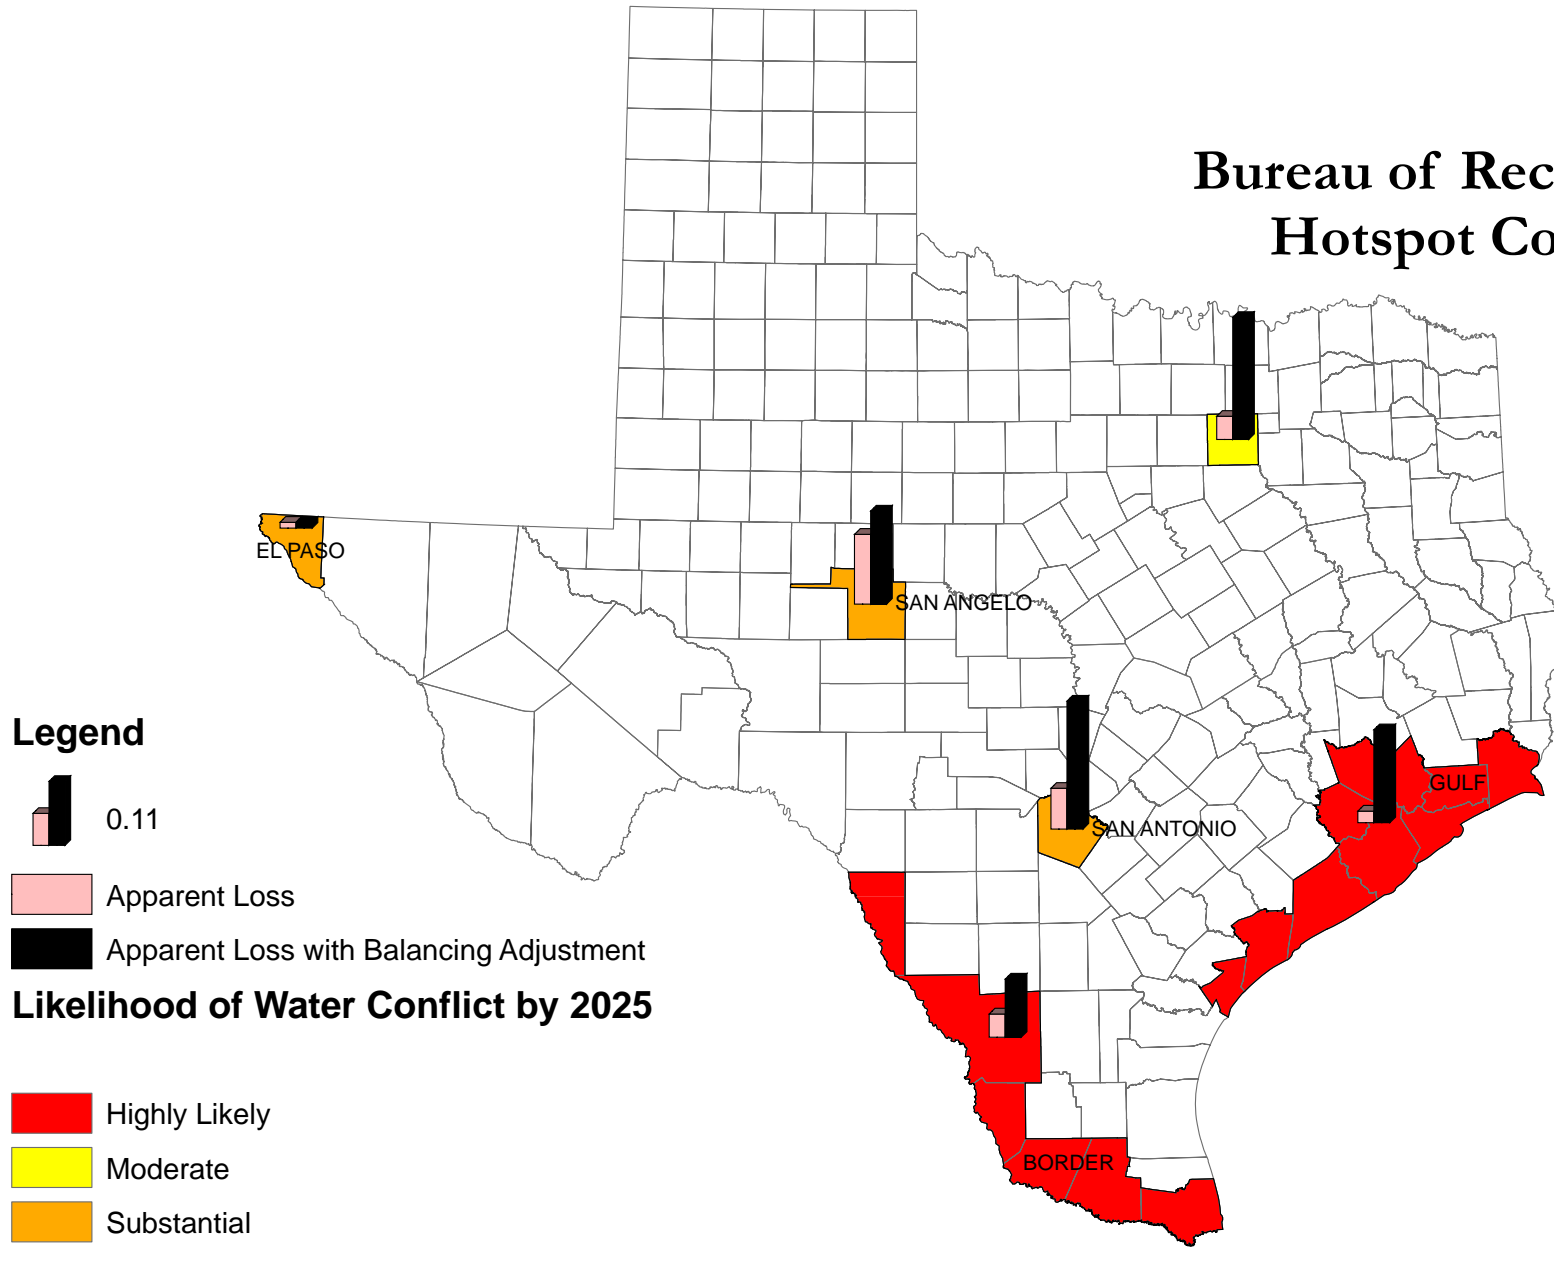 Bureau of Rec
Hotspot Co
EL PASO
SAN ANGELO
SAN ANTONIO
GULF
BORDER
Legend
0.11
Apparent Loss
Apparent Loss with Balancing Adjustment
Likelihood of Water Conflict by 2025
Highly Likely
Moderate
Substantial